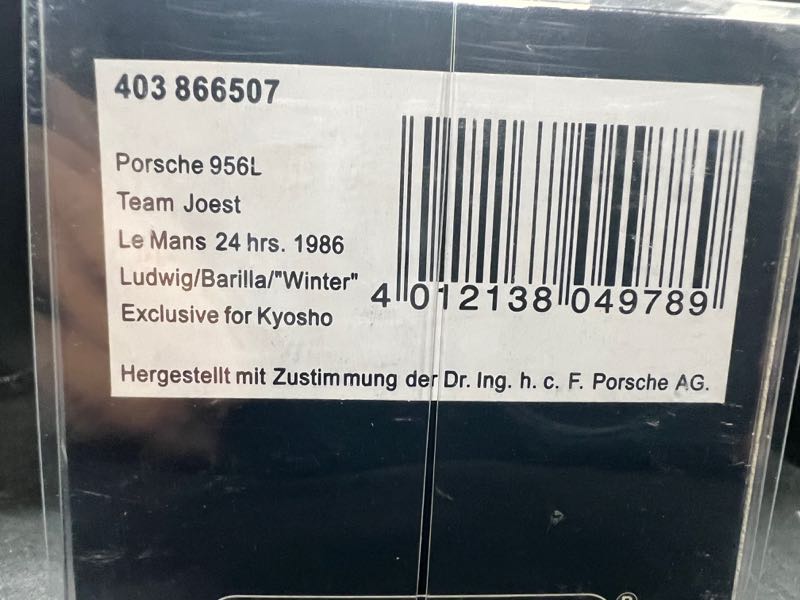 403 866507
Porsche 956L
Team Joest
Le Mans 24 hrs. 1986
Ludwig/Barilla/"Winter"
Exclusive for Kyosho
4 012138 049789
Hergestellt mit Zustimmung der Dr. Ing. h. c. F. Porsche AG.
®